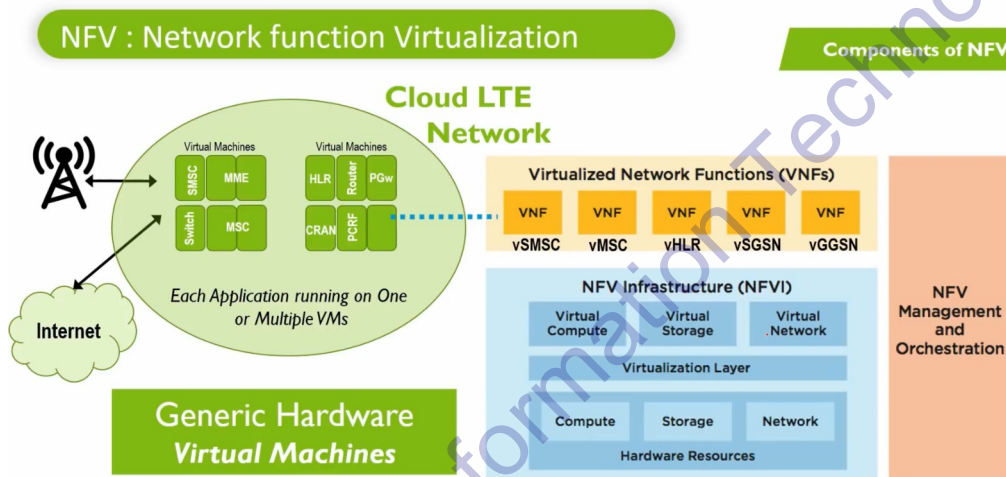 NFV : Network function Virtualization
Components of NFV
Cloud LTE
Network
Virtual Machines
SMSC
MME
Switch
MSC
Virtual Machines
HLR
Router
PGw
CRAN
PCRF
Each Application running on One
or Multiple VMs
Internet
Generic Hardware
Virtual Machines
Virtualized Network Functions (VNFs)
VNF VNF VNF VNF VNF
vSMSC vMSC vHLR vSGSN vGGSN
NFV Infrastructure (NFVI)
Virtual
Compute
Virtual
Storage
Virtual
.Network
Virtualization Layer
Compute Storage Network
Hardware Resources
NFV
Management
and
Orchestration
formation Techno